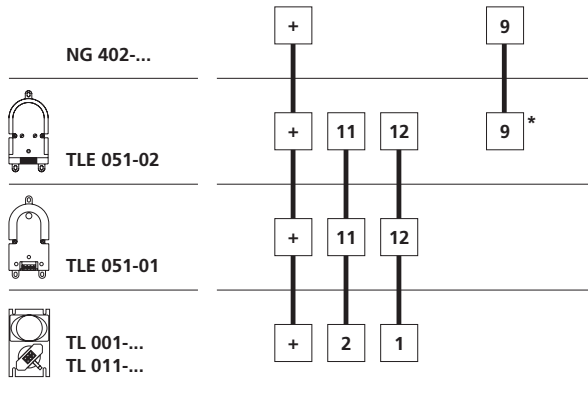 NG 402-...
+ 9
TLE 051-02
+ 11 12 9 *
TLE 051-01
+ 11 12
TL 001-...
TL 011-...
+ 2 1